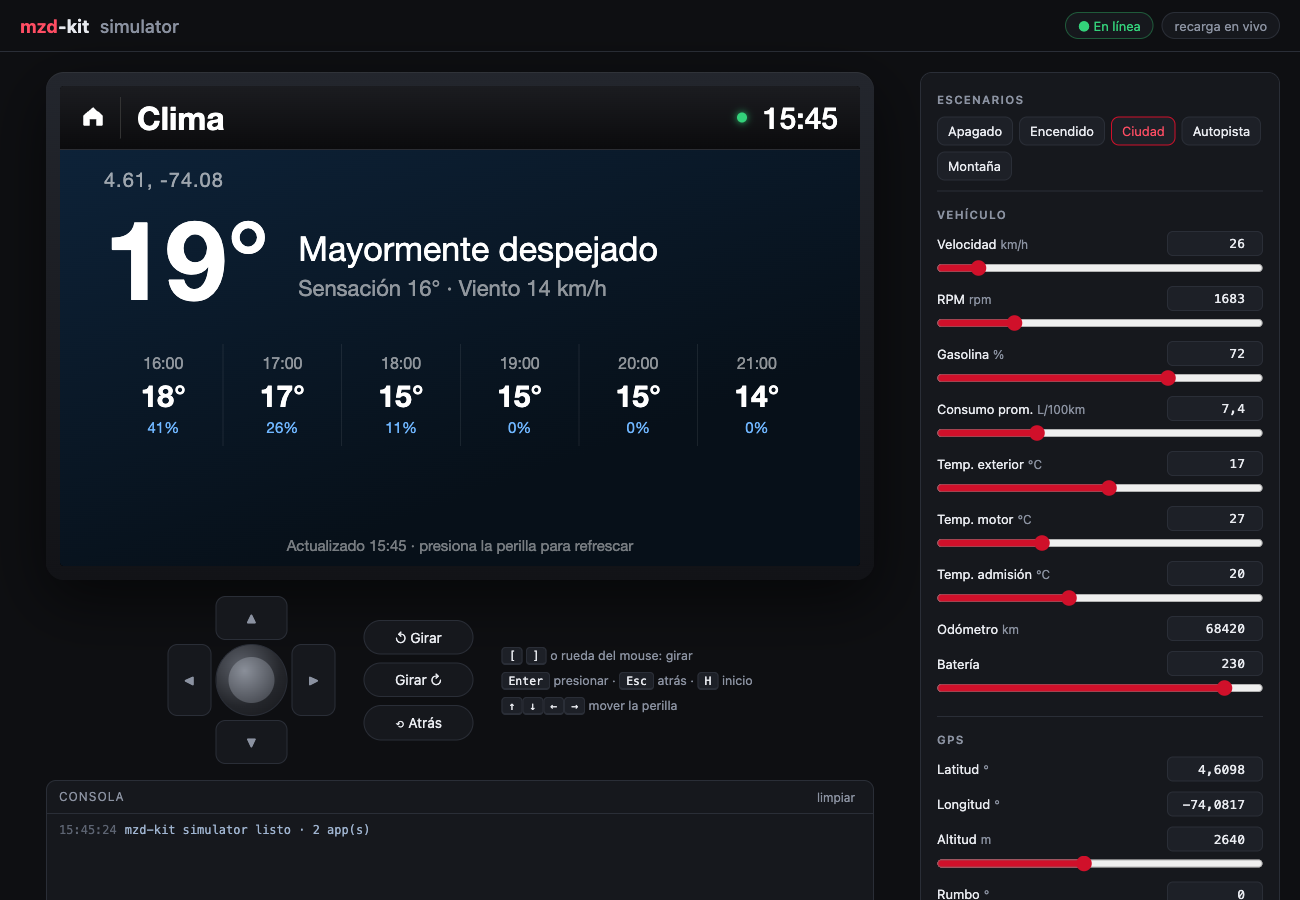 mzd-kit simulator
En línea
recarga en vivo
Clima
15:45
4.61, -74.08
19°
Mayormente despejado
Sensación 16° · Viento 14 km/h
16:00 17:00 18:00 19:00 20:00 21:00
18° 17° 15° 15° 15° 14°
41% 26% 11% 0% 0% 0%
Actualizado 15:45 · presiona la perilla para refrescar
↺ Girar
Girar ↻
⟲ Atrás
[ ] o rueda del mouse: girar
Enter presionar · Esc atrás · H inicio
↑ ↓ ← → mover la perilla
CONSOLA
limpiar
15:45:24 mzd-kit simulator listo · 2 app(s)
ESCENARIOS
Apagado Encendido Ciudad Autopista
Montaña
VEHÍCULO
Velocidad km/h 26
RPM rpm 1683
Gasolina % 72
Consumo prom. L/100km 7,4
Temp. exterior °C 17
Temp. motor °C 27
Temp. admisión °C 20
Odómetro km 68420
Batería 230
GPS
Latitud ° 4,6098
Longitud ° -74,0817
Altitud m 2640
Rumbo ° 0